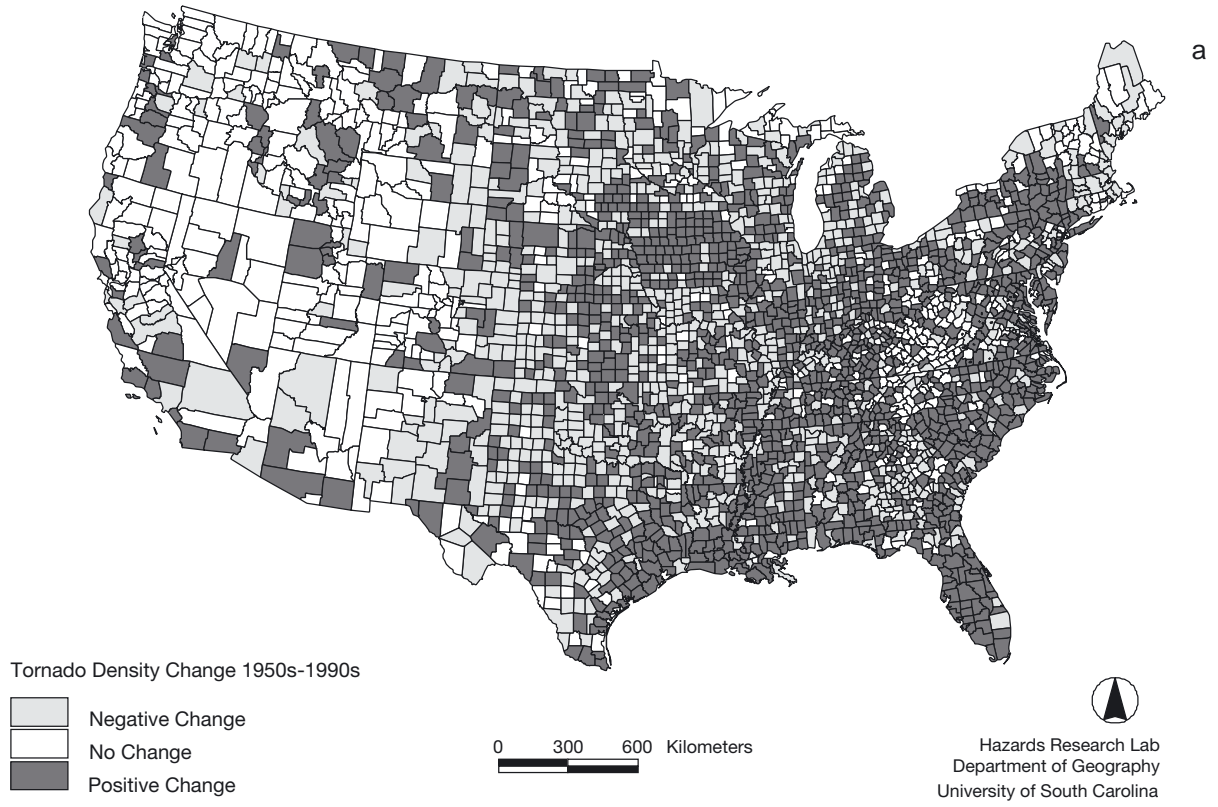 a
Tornado Density Change 1950s-1990s
Negative Change
No Change
Positive Change
0 300 600 Kilometers
Hazards Research Lab
Department of Geography
University of South Carolina